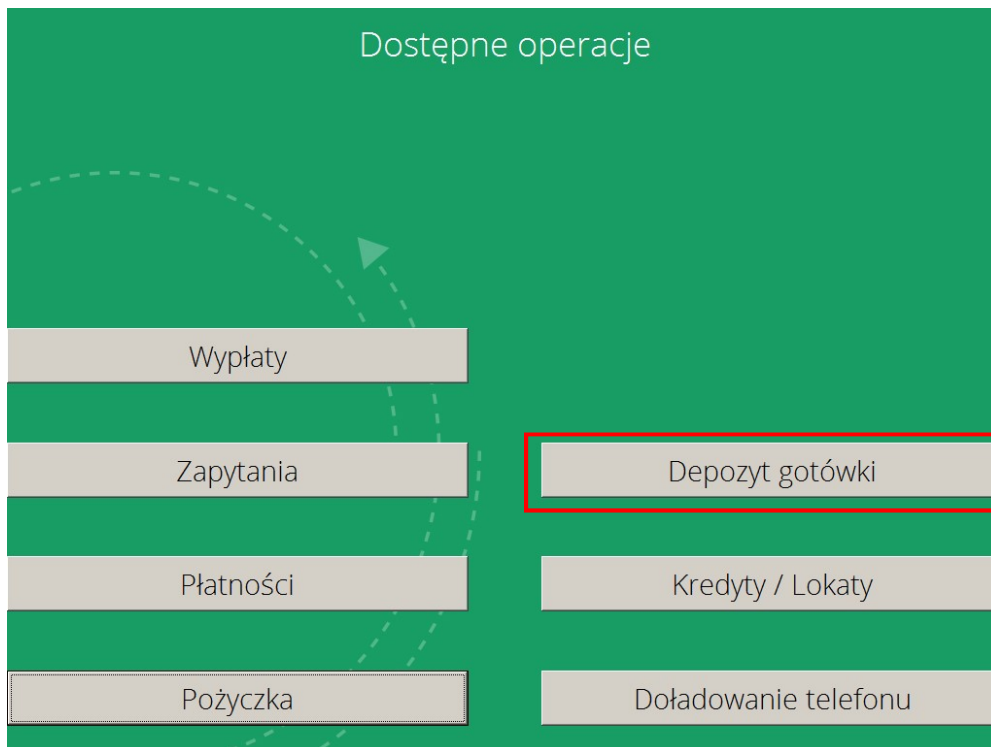 Dostępne operacje
Wypłaty
Zapytania
Depozyt gotówki
Płatności
Kredyty / Lokaty
Pożyczka
Doładowanie telefonu